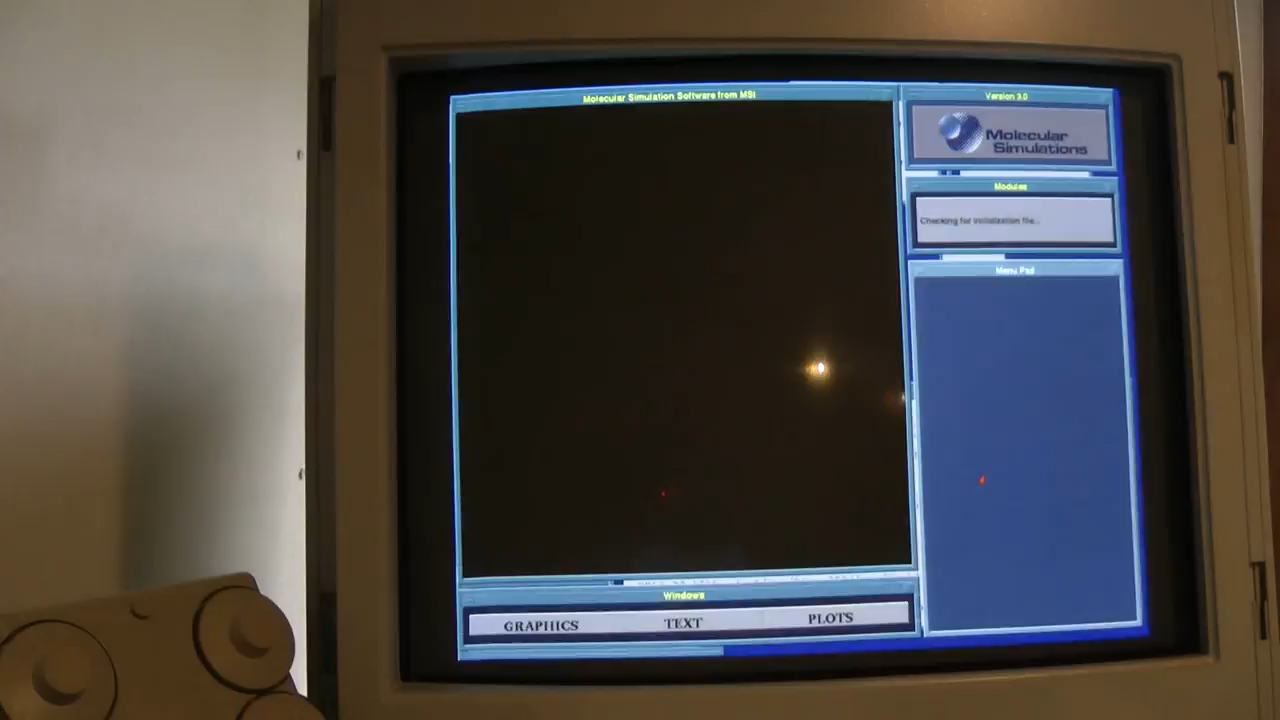 Molecular Simulation Software from MSI
Version 3.0
Molecular
Simulations
Modules
Checking for initialization file...
Menu Pad
Windows
GRAPHICS TEXT PLOTS